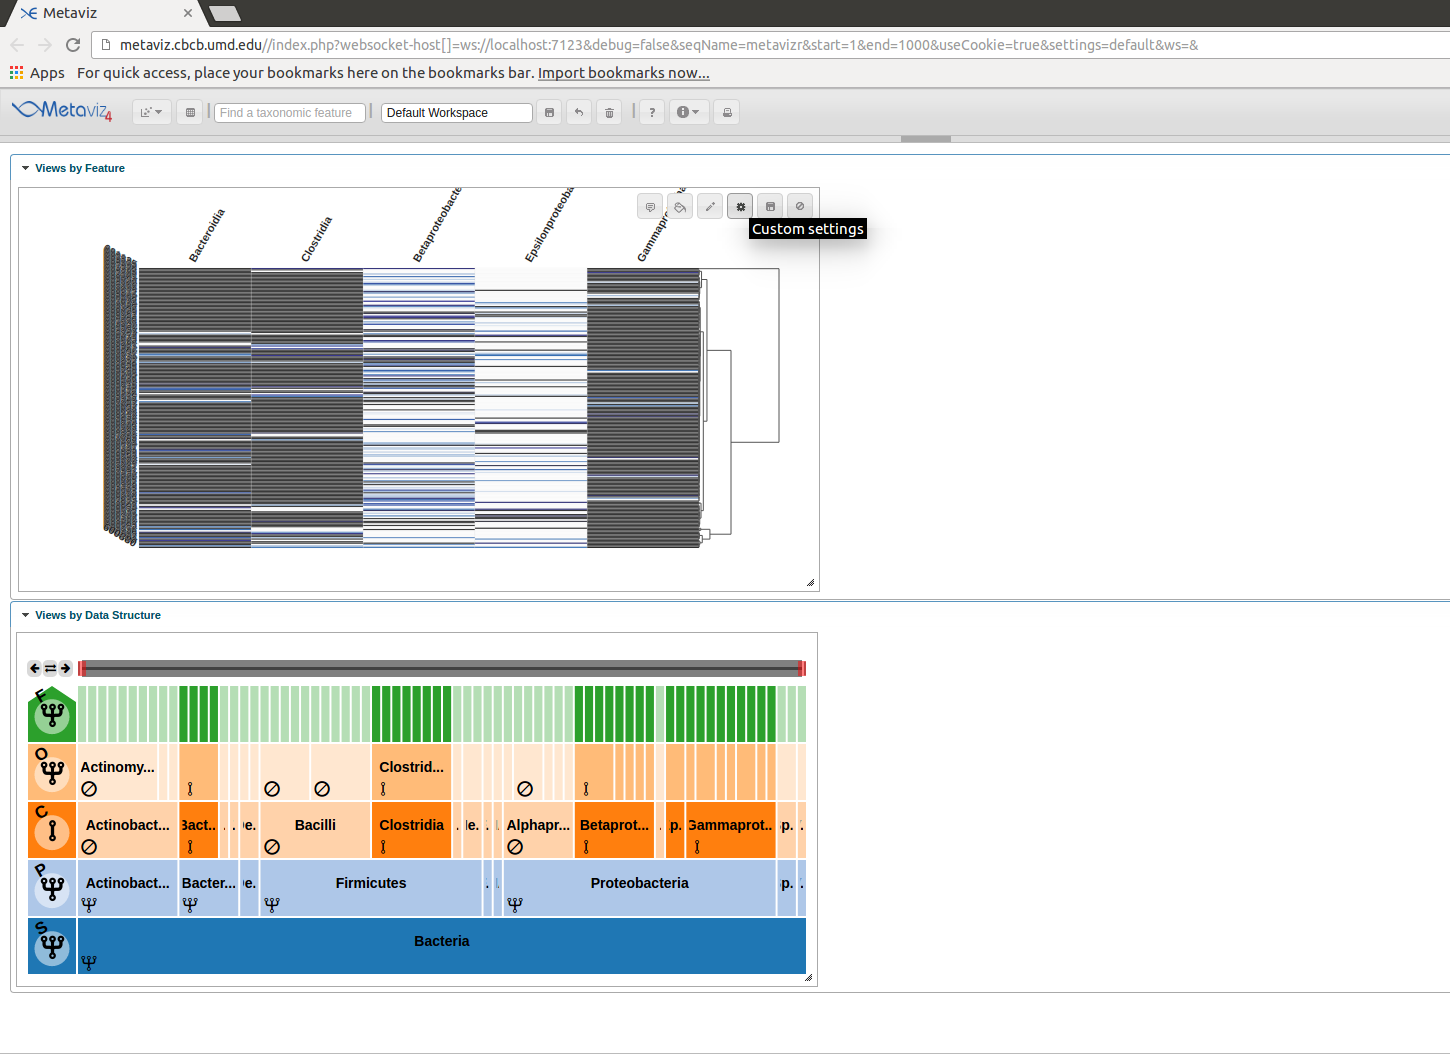 Metaviz
metaviz.cbcb.umd.edu//index.php?websocket-host[]=ws://localhost:7123&debug=false&seqName=metavizr&start=1&end=1000&useCookie=true&settings=default&ws=&
Apps For quick access, place your bookmarks here on the bookmarks bar. Import bookmarks now...
Metaviz 4 Find a taxonomic feature Default Workspace ?
Views by Feature
Bacteroidia Clostridia Betaproteobacte Epsilonproteoba Gammapro
Custom settings
Views by Data Structure
F
O Actinomy... Clostrid...
C Actinobact... Bact.. Bacilli Clostridia Alphapr... Betaprot... Gammaprot..
P Actinobact... Bacter... Firmicutes Proteobacteria
S Bacteria